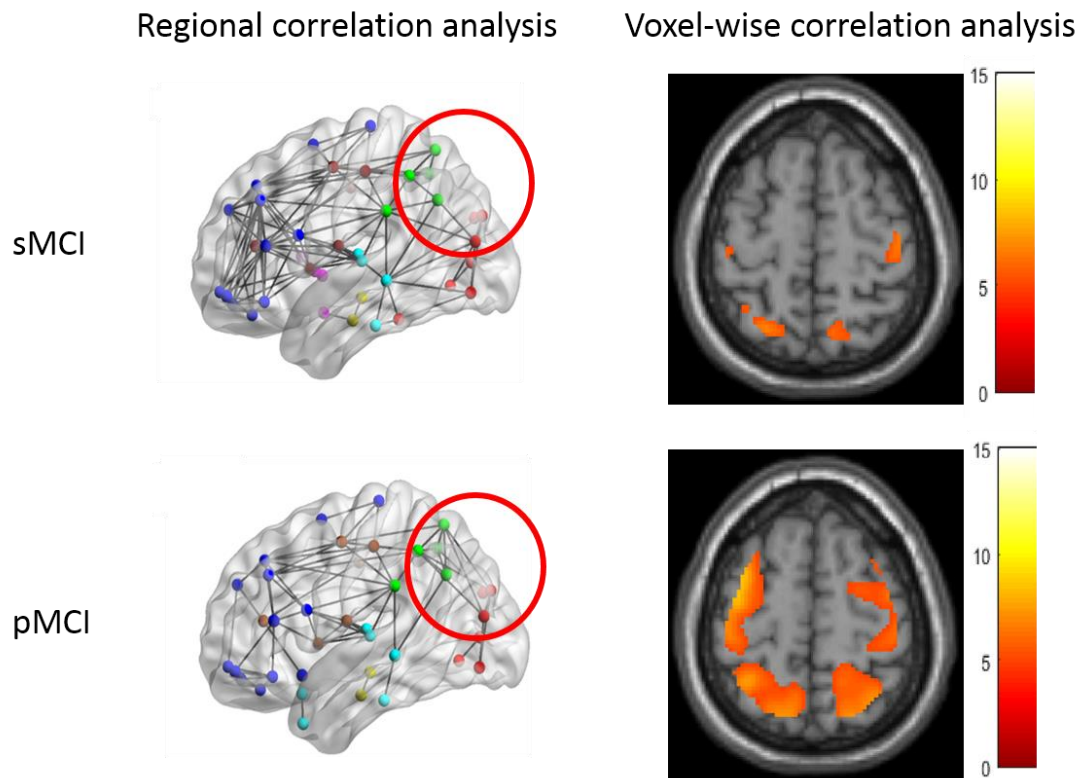 Regional correlation analysis
Voxel-wise correlation analysis
sMCI
15
10
5
0
pMCI
15
10
5
0